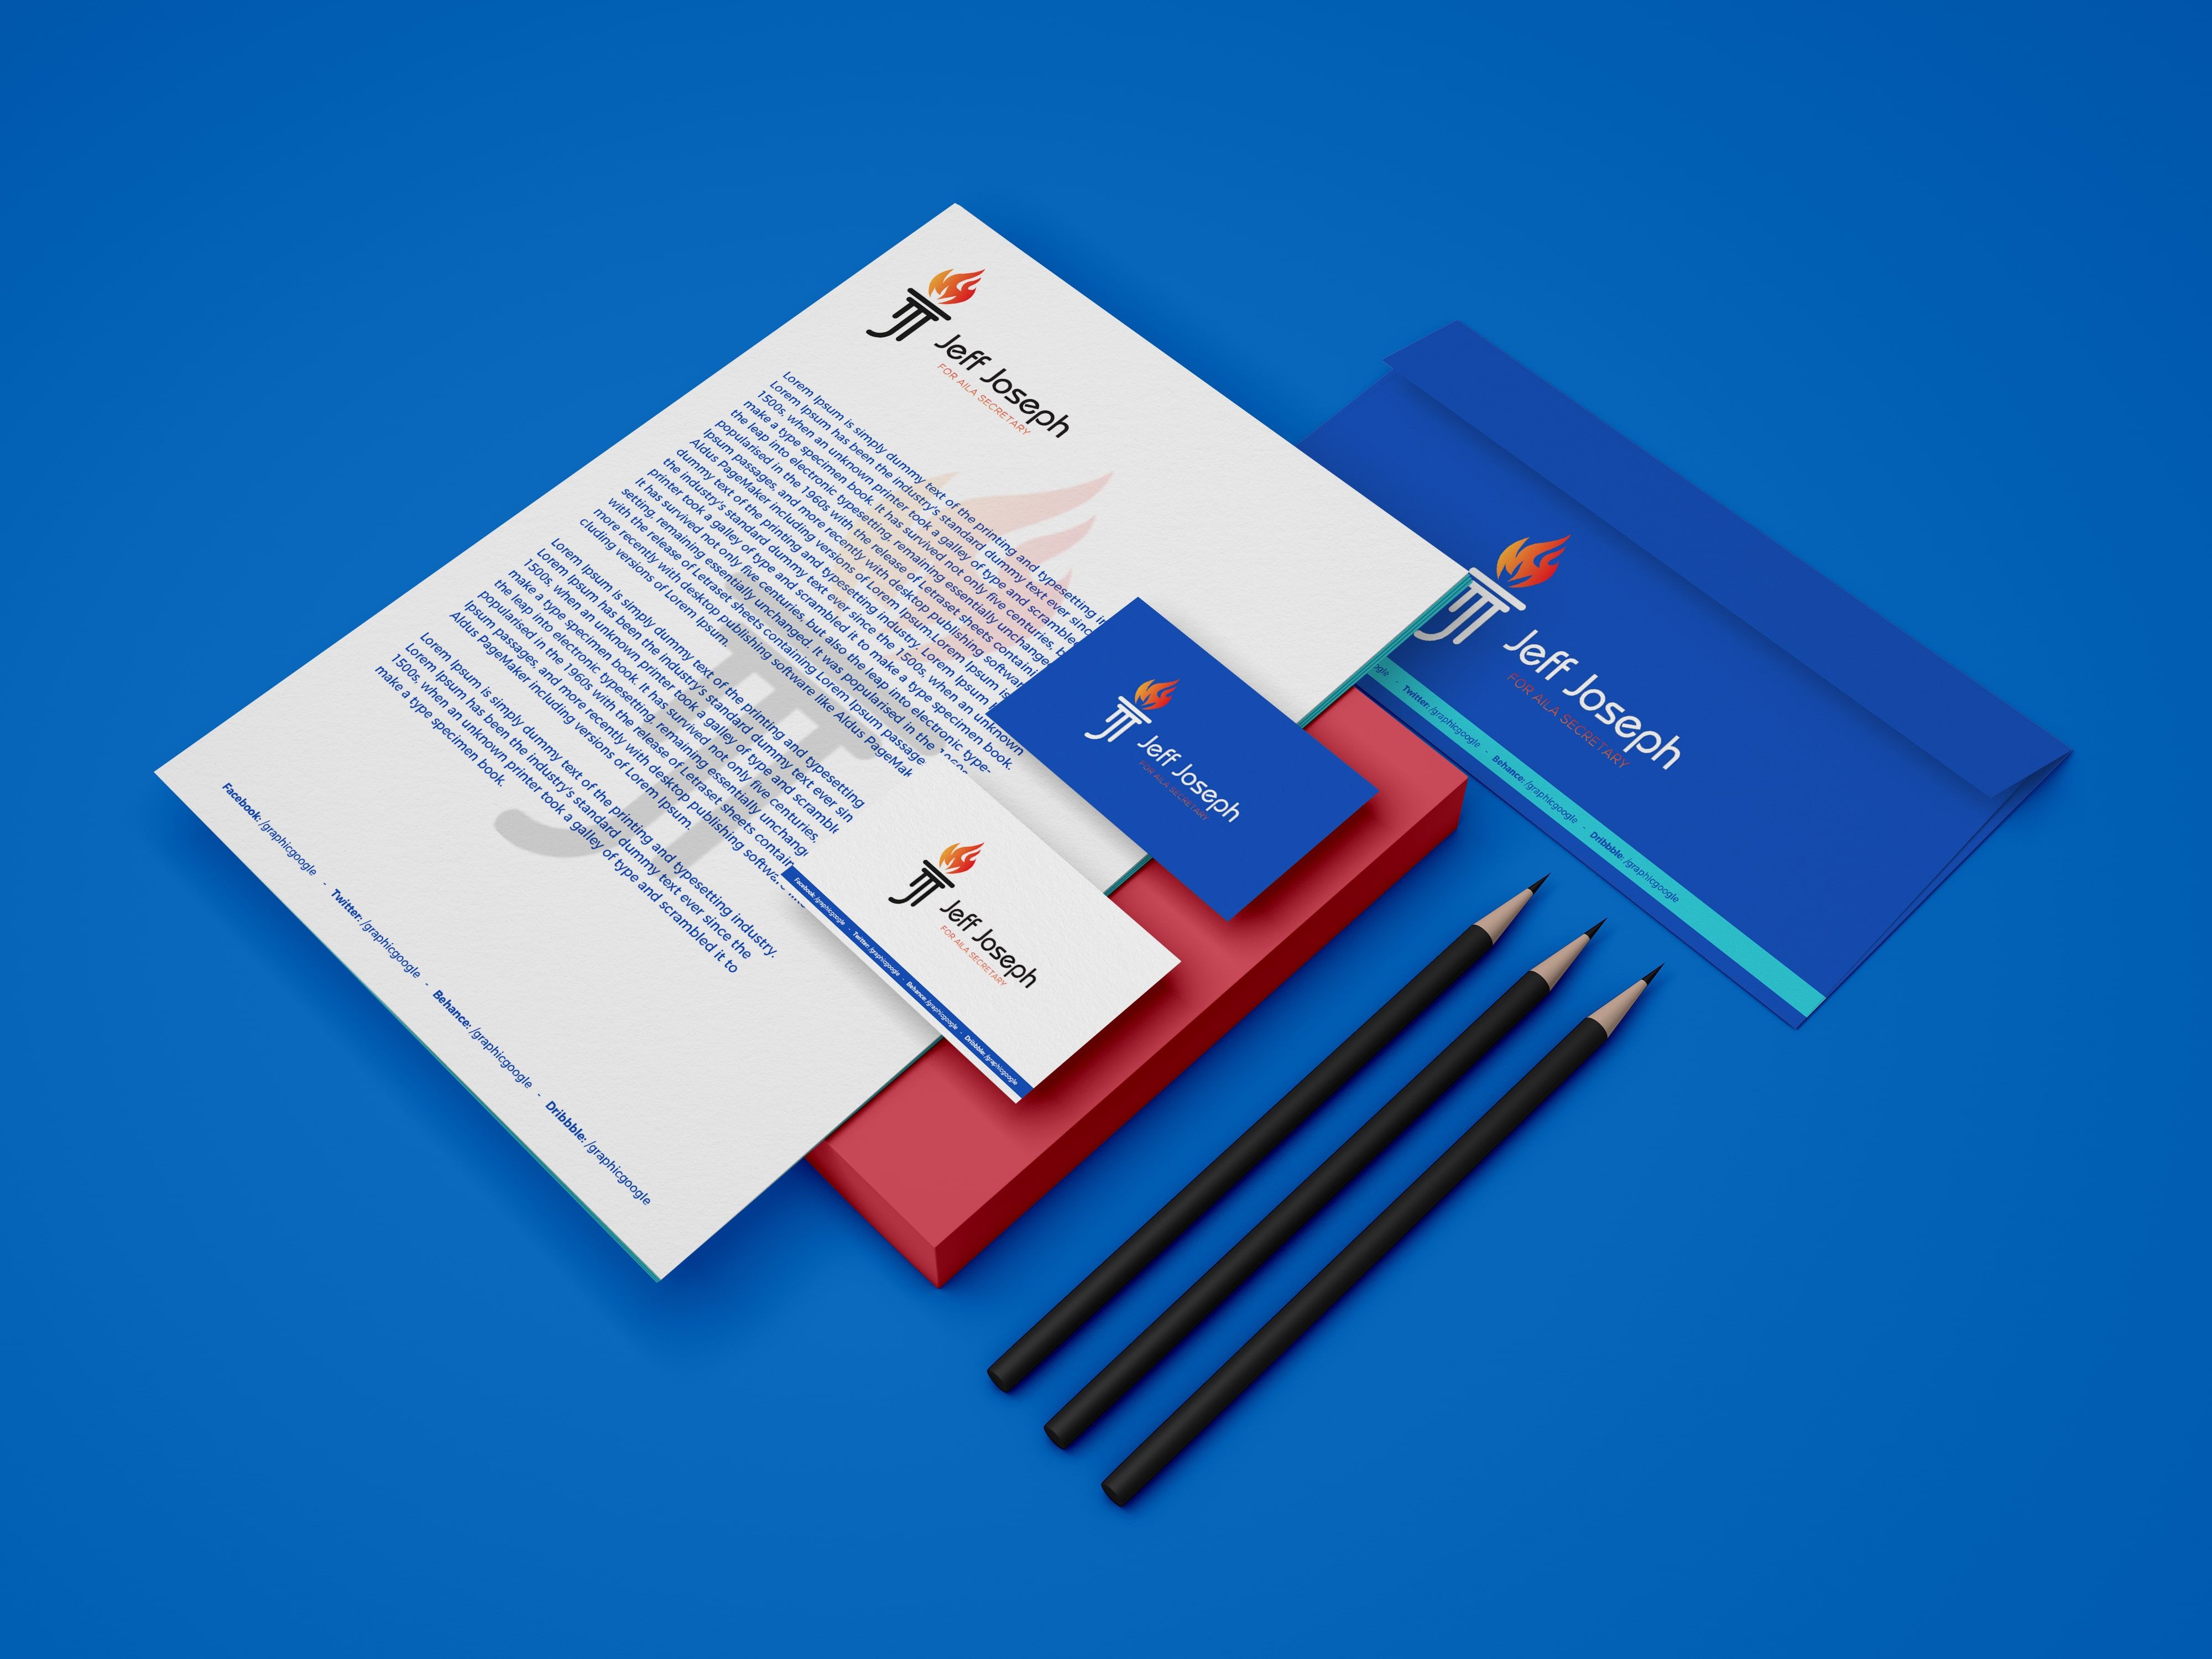 Jeff Joseph
FOR AILA SECRETARY
Lorem Ipsum is simply dummy text of the printing and typesetting
Lorem Ipsum has been the industry's standard dummy text ever
1500s, when an unknown printer took a galley of type and
make a type specimen book. It has survived not only five centuries,
the leap into electronic typesetting, remaining essentially
popularised in the 1960s with the release of Letraset sheets
Ipsum passages, and more recently with desktop publishing
Aldus PageMaker including versions of Lorem Ipsum.Lorem Ipsum is
dummy text of the printing and typesetting industry. Lorem Ipsum
the industry's standard dummy text ever since the 1500s, when an unknown
printer took a galley of type and scrambled it to make a type specimen book.
It has survived not only five centuries, but also the leap into electronic type-
setting, remaining essentially unchanged. It was popularised in the
with the release of Letraset sheets containing Lorem Ipsum
more recently with desktop publishing software like Aldus
cluding versions of Lorem Ipsum.
Lorem Ipsum is simply dummy text of the printing and typesetting
Lorem Ipsum has been the industry's standard dummy text ever
1500s, when an unknown printer took a galley of type and
make a type specimen book. It has survived not only five centuries,
the leap into electronic typesetting, remaining essentially
popularised in the 1960s with the release of Letraset sheets
Ipsum passages, and more recently with desktop publishing
Aldus PageMaker including versions of Lorem Ipsum.
Lorem Ipsum is simply dummy text of the printing and typesetting industry.
Lorem Ipsum has been the industry's standard dummy text ever since the
1500s, when an unknown printer took a galley of type and scrambled it to
make a type specimen book.
Facebook: /graphicgoogle - Twitter: /graphicgoogle - Behance: /graphicgoogle - Dribbble: /graphicgoogle
Jeff Joseph
FOR AILA SECRETARY
Jeff Joseph
FOR AILA SECRETARY
Facebook: /graphicgoogle - Twitter: /graphicgoogle - Behance: /graphicgoogle - Dribbble: /graphicgoogle
Jeff Joseph
FOR AILA SECRETARY
Twitter: /graphicgoogle - Behance: /graphicgoogle - Dribbble: /graphicgoogle